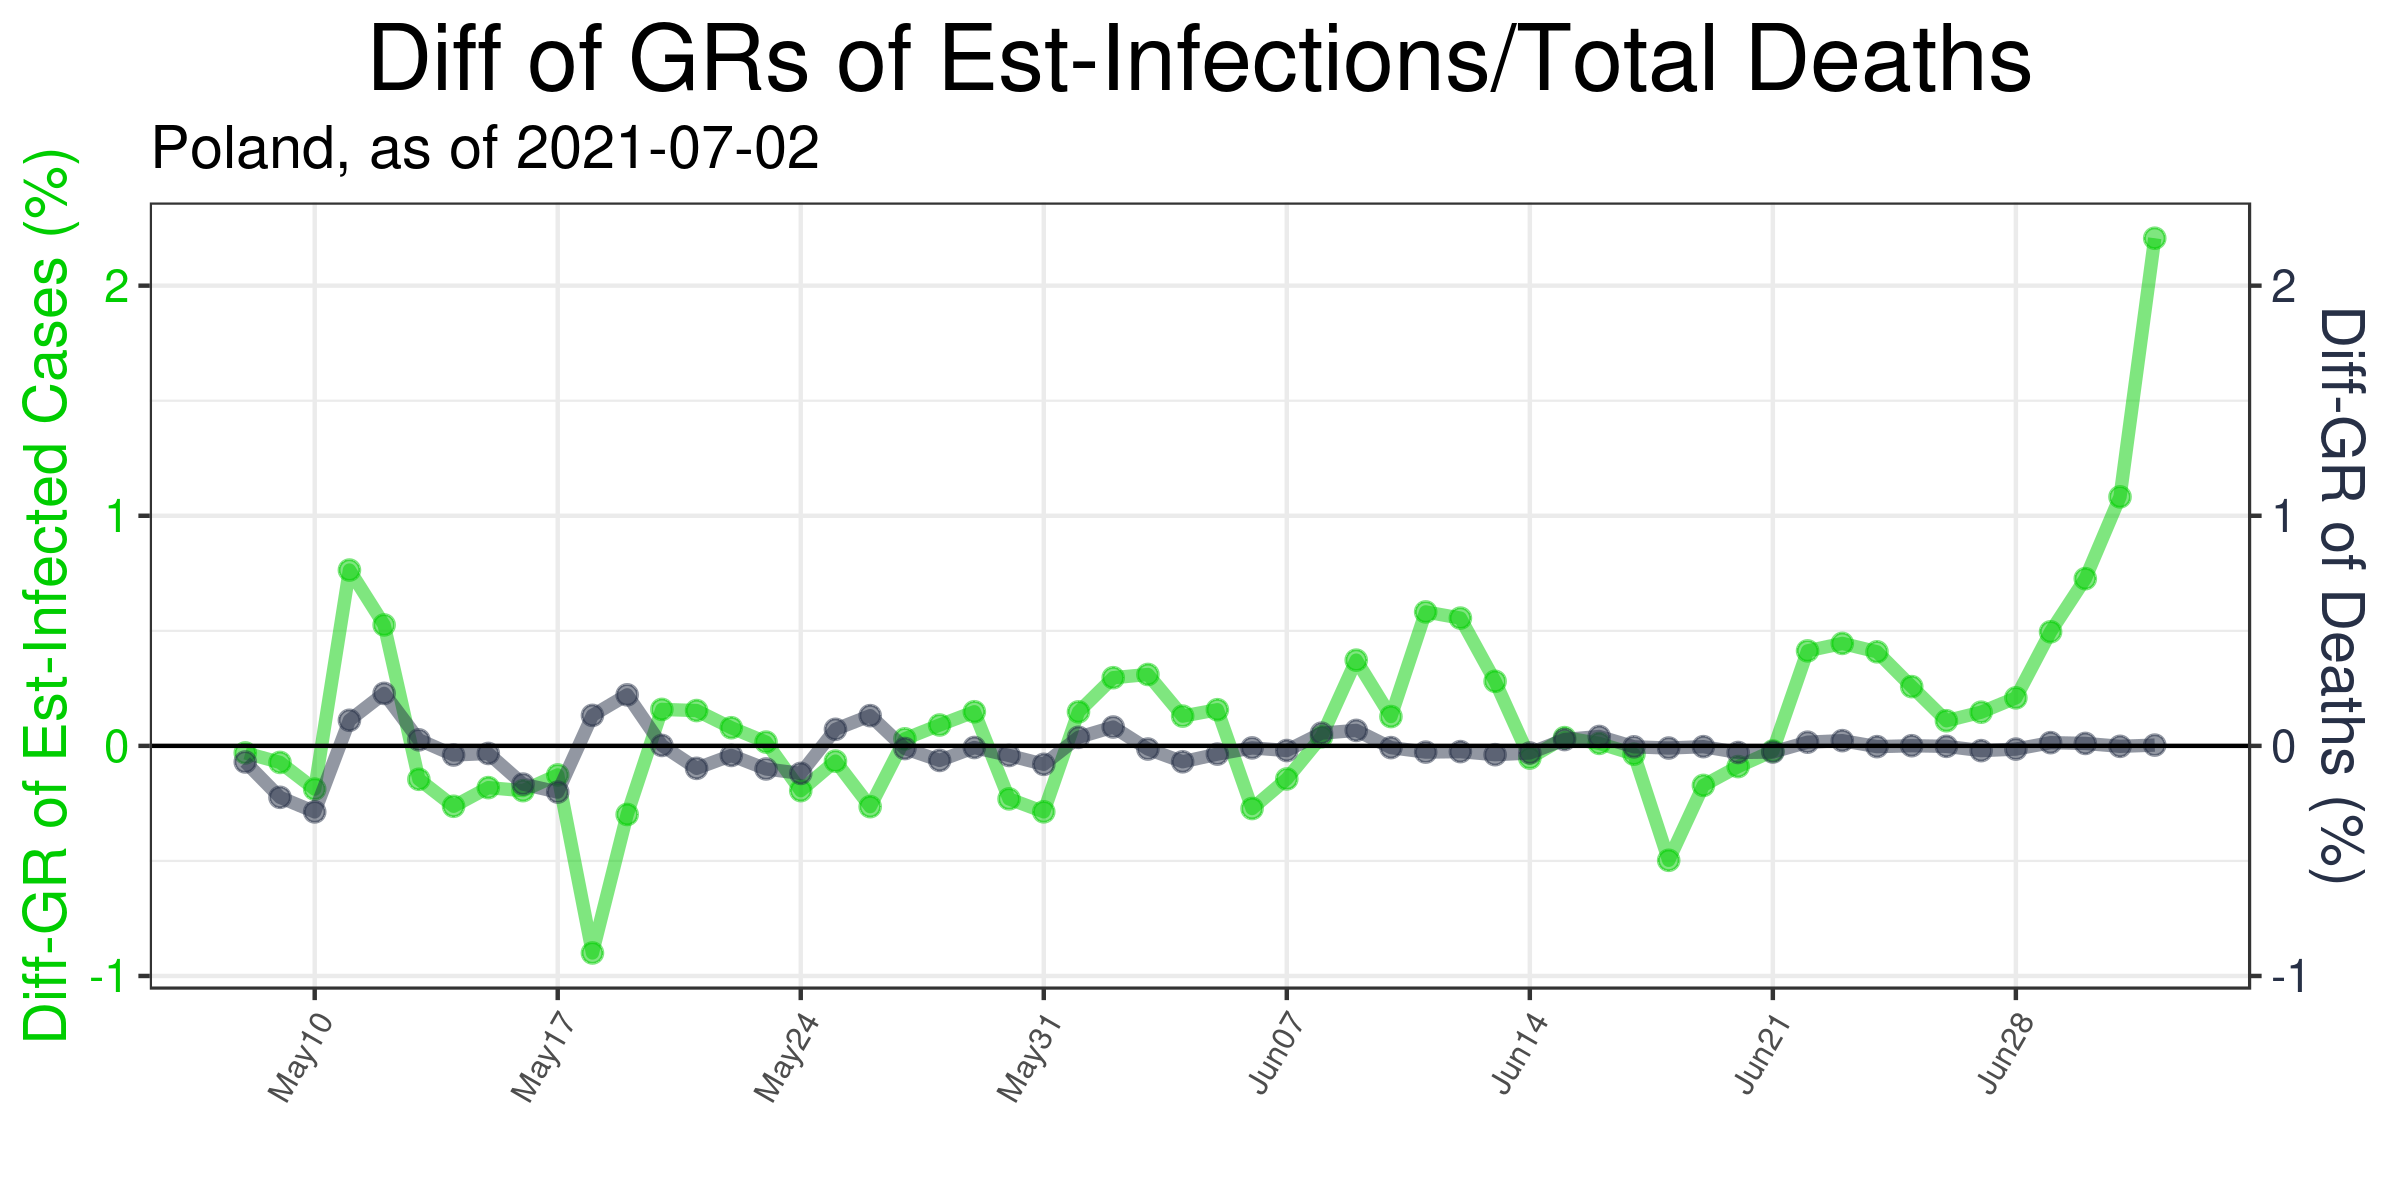 Diff of GRs of Est-Infections/Total Deaths
Poland, as of 2021-07-02
Diff-GR of Est-Infected Cases (%)
2
1
0
-1
2
1
0
-1
Diff-GR of Deaths (%)
May10
May17
May24
May31
Jun07
Jun14
Jun21
Jun28